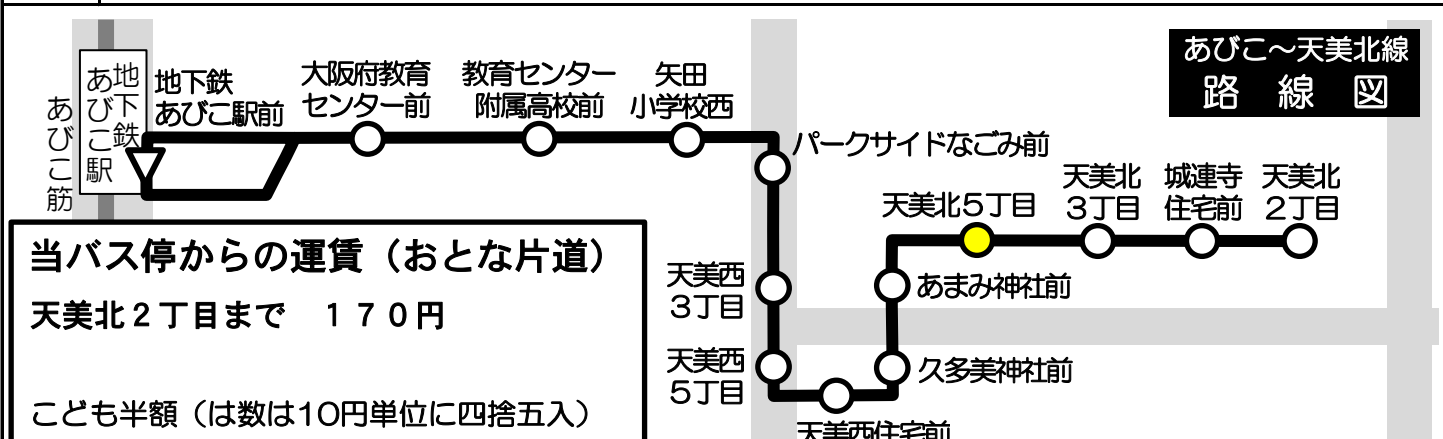 あびこ～天美北線
路線図
あびこ筋
地下鉄
あびこ駅
地下鉄
あびこ駅前
大阪府教育
センター前
教育センター
附属高校前
矢田
小学校西
パークサイドなごみ前
天美西
3丁目
天美西
5丁目
天美西住宅前
久多美神社前
あまみ神社前
天美北5丁目
天美北
3丁目
城連寺
住宅前
天美北
2丁目
当バス停からの運賃（おとな片道）
天美北２丁目まで　１７０円
こども半額（は数は10円単位に四捨五入）